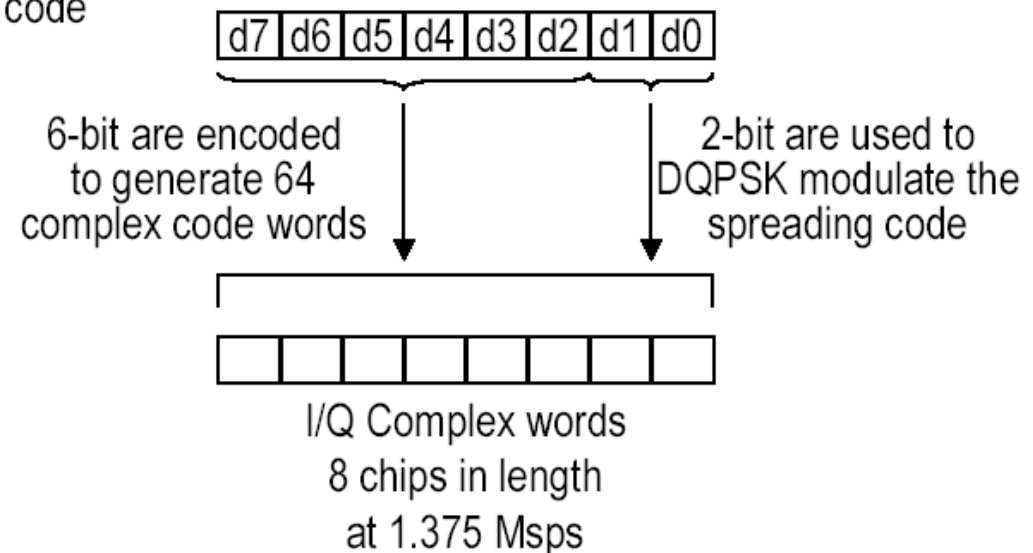 code
d7 d6 d5 d4 d3 d2 d1 d0
6-bit are encoded
to generate 64
complex code words
2-bit are used to
DQPSK modulate the
spreading code
I/Q Complex words
8 chips in length
at 1.375 Msps